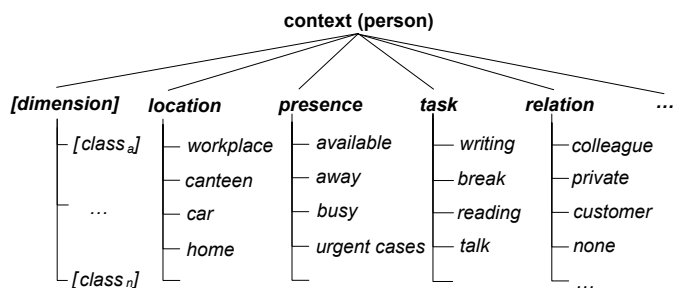 context (person)
[dimension] location presence task relation ...
[class a] workplace available writing colleague
canteen away break private
... car busy reading customer
home urgent cases talk none
[class n] ...